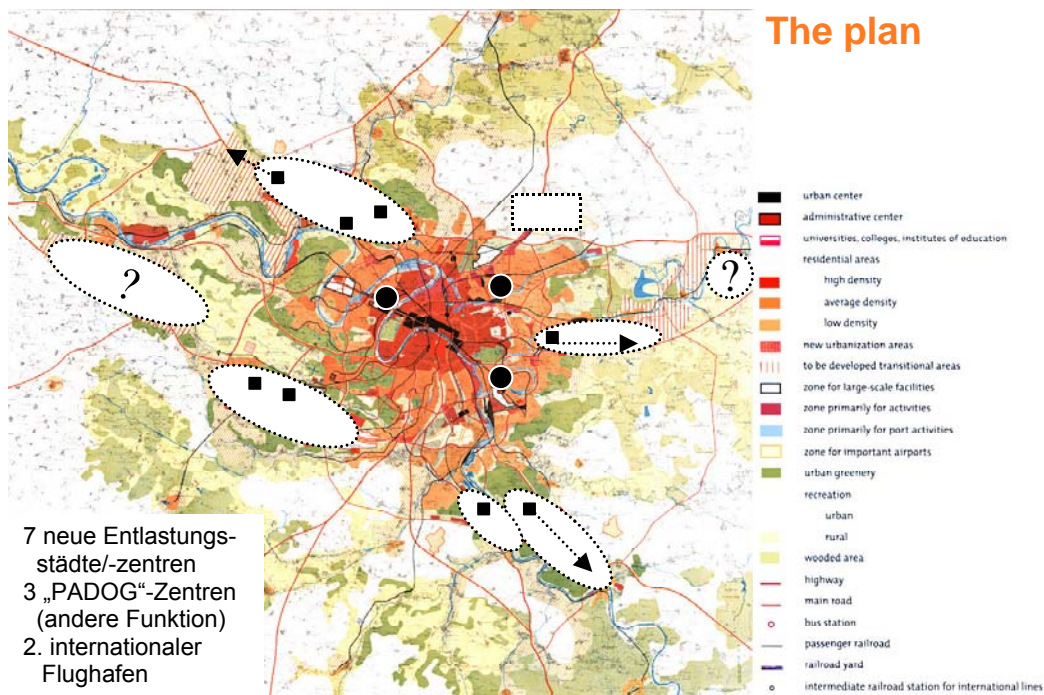 The plan
?
?
urban center
administrative center
universities, colleges, institutes of education
residential areas
high density
average density
low density
new urbanization areas
to be developed transitional areas
zone for large-scale facilities
zone primarily for activities
zone primarily for port activities
zone for important airports
urban greenery
recreation
urban
rural
wooded area
highway
main road
bus station
passenger railroad
railroad yard
intermediate railroad station for international lines
7 neue Entlastungs-
städte/-zentren
3 „PADOG“-Zentren
(andere Funktion)
2. internationaler
Flughafen